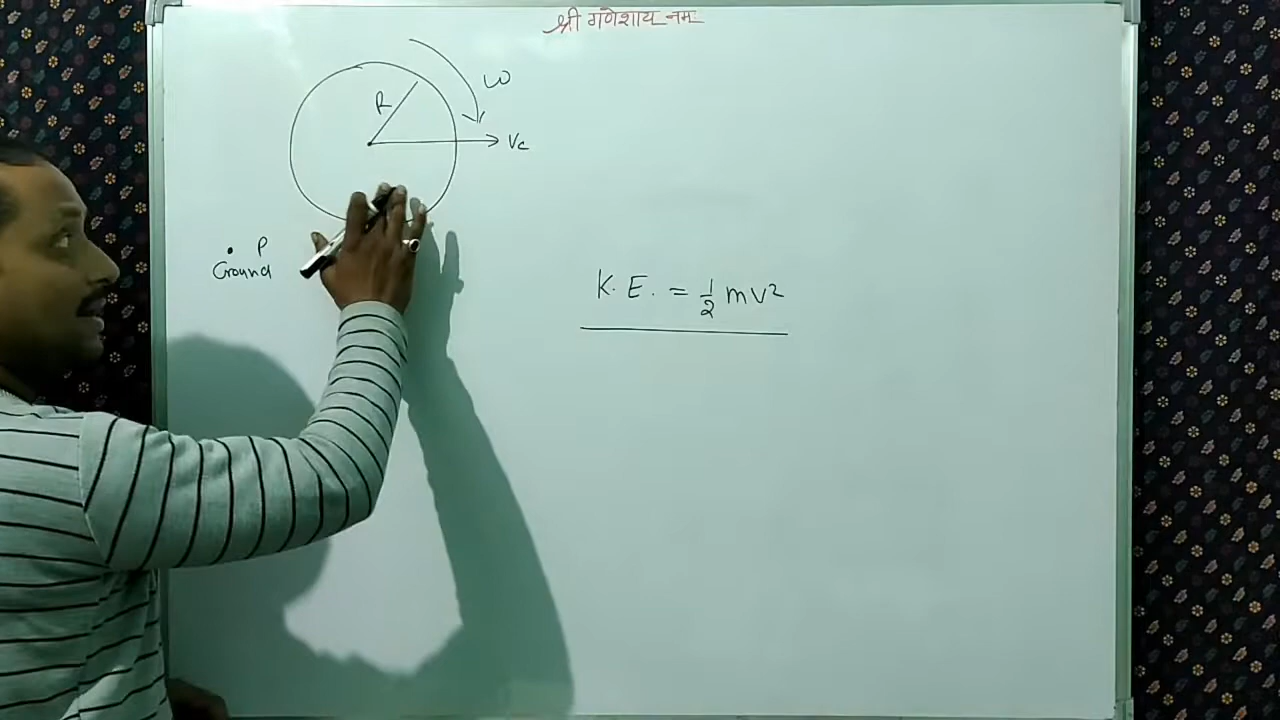 श्री गणेशाय नमः
ω
R
Vc
P
Ground
K. E. = 1/2 mv²